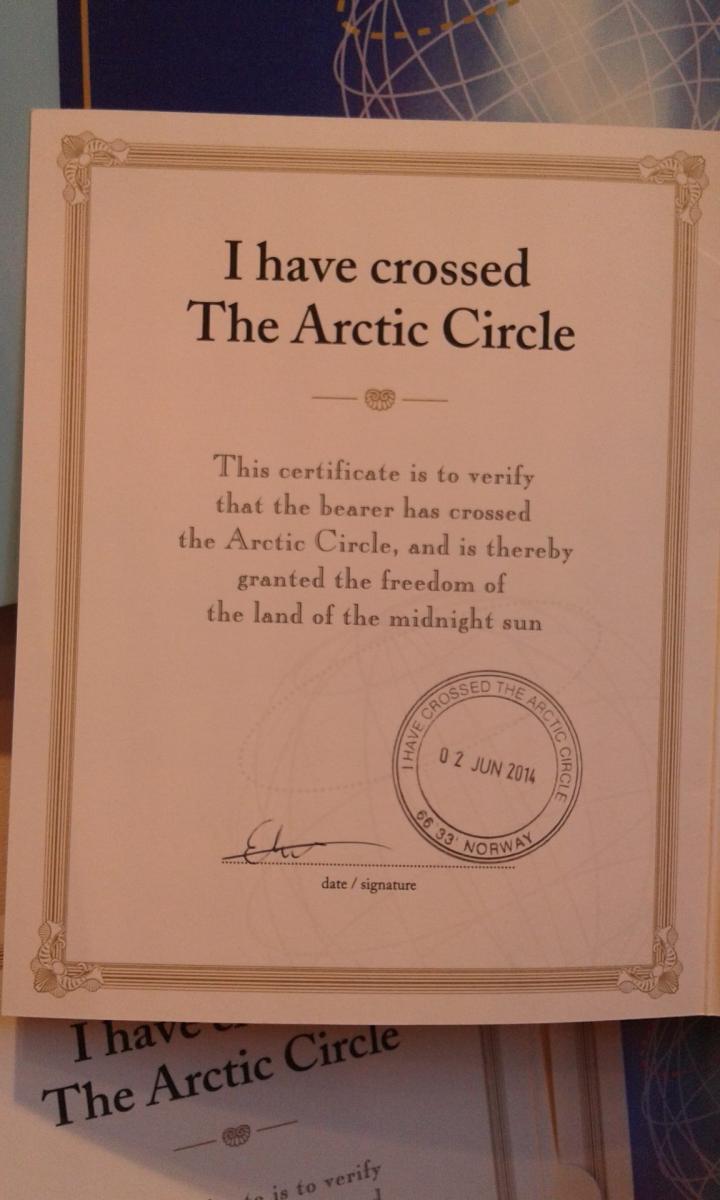 I have crossed
The Arctic Circle
This certificate is to verify
that the bearer has crossed
the Arctic Circle, and is thereby
granted the freedom of
the land of the midnight sun
I HAVE CROSSED THE ARCTIC CIRCLE
02 JUN 2014
66 33' NORWAY
date / signature
I have
The Arctic Circle
is to verify